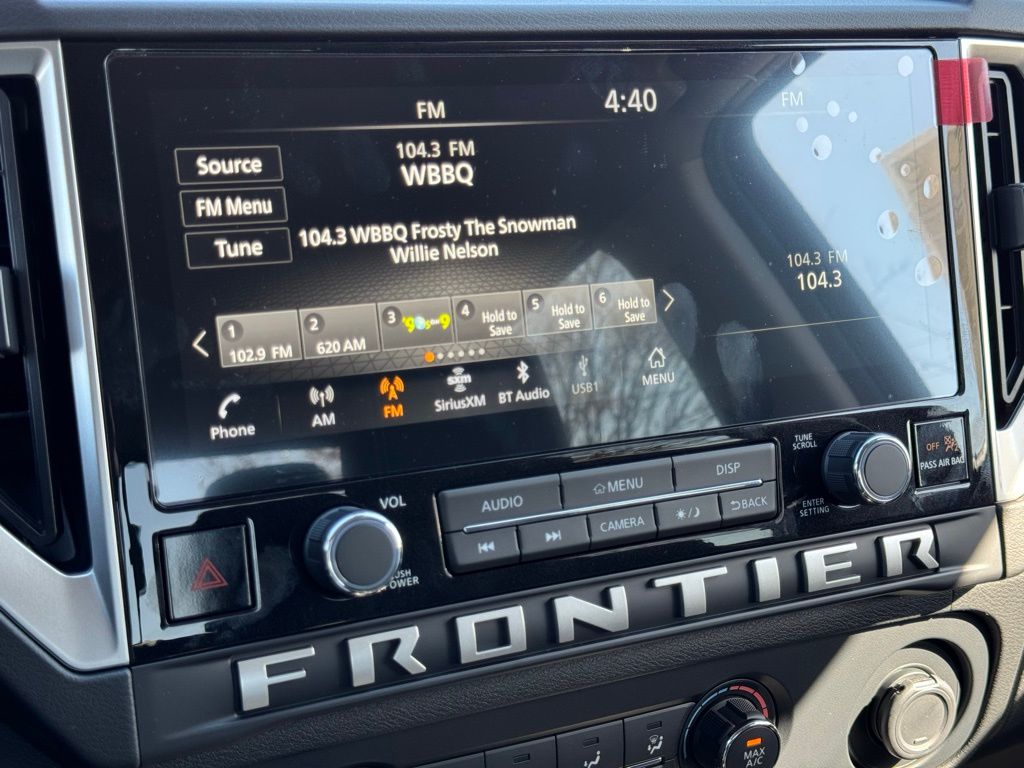 FM
4:40
FM
104.3 FM
WBBQ
Source
FM Menu
Tune
104.3 WBBQ Frosty The Snowman
Willie Nelson
104.3 FM
104.3
1
102.9 FM
2
620 AM
3
4
Hold to
Save
5
Hold to
Save
6
Hold to
Save
Phone
AM
FM
sxm
SiriusXM
BT Audio
USB1
MENU
VOL
PUSH
POWER
AUDIO
MENU
DISP
CAMERA
BACK
TUNE
SCROLL
ENTER
SETTING
OFF
PASS AIR BAG
FRONTIER
MAX
A/C